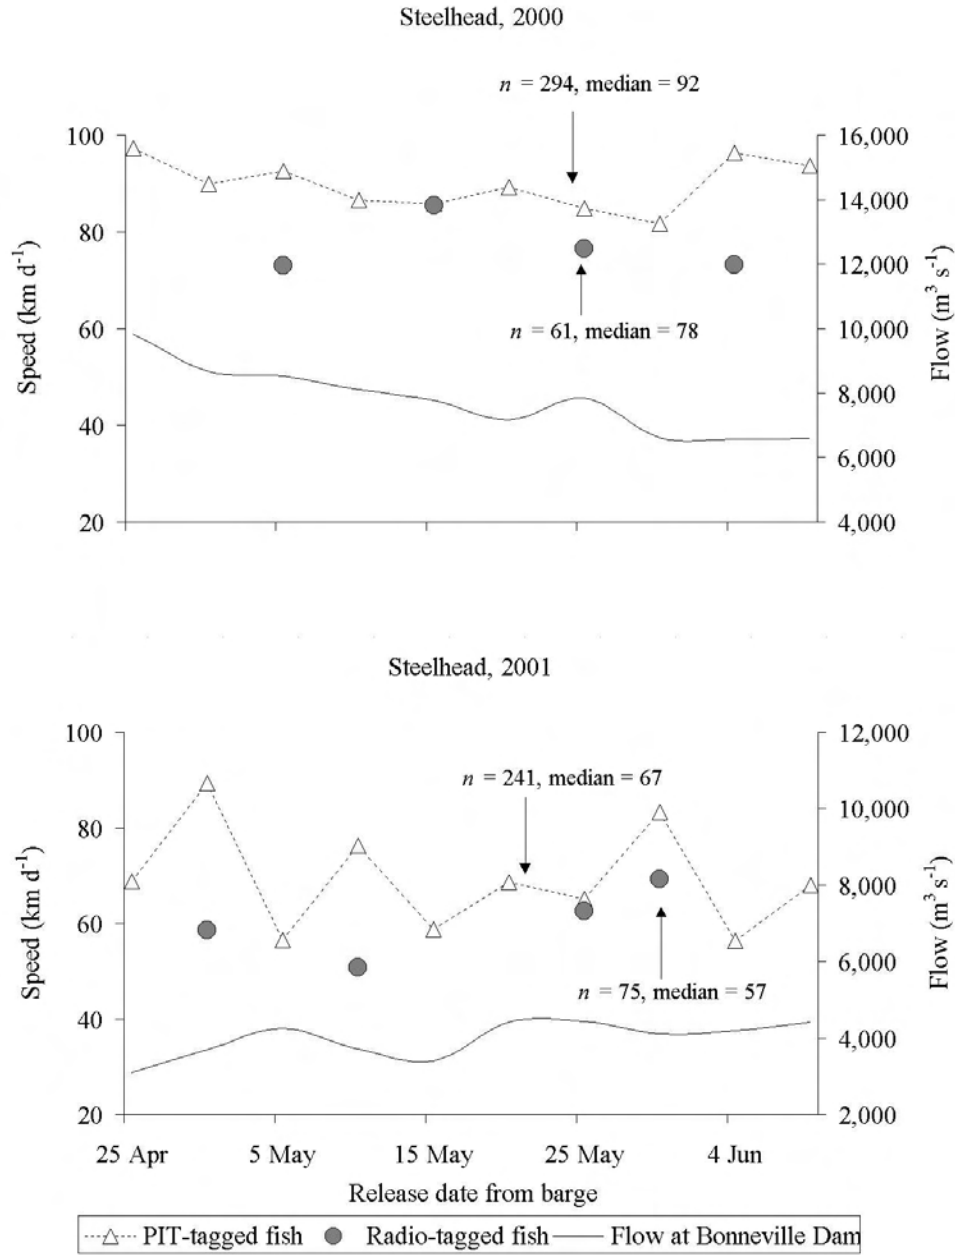 Steelhead, 2000
n = 294, median = 92
100
16,000
14,000
80
12,000
n = 61, median = 78
60
10,000
8,000
40
6,000
20
4,000
Speed (km d-1)
Flow (m3 s-1)
Steelhead, 2001
100
12,000
n = 241, median = 67
10,000
80
8,000
60
6,000
n = 75, median = 57
40
4,000
20
2,000
Speed (km d-1)
Flow (m3 s-1)
25 Apr 5 May 15 May 25 May 4 Jun
Release date from barge
PIT-tagged fish Radio-tagged fish Flow at Bonneville Dam